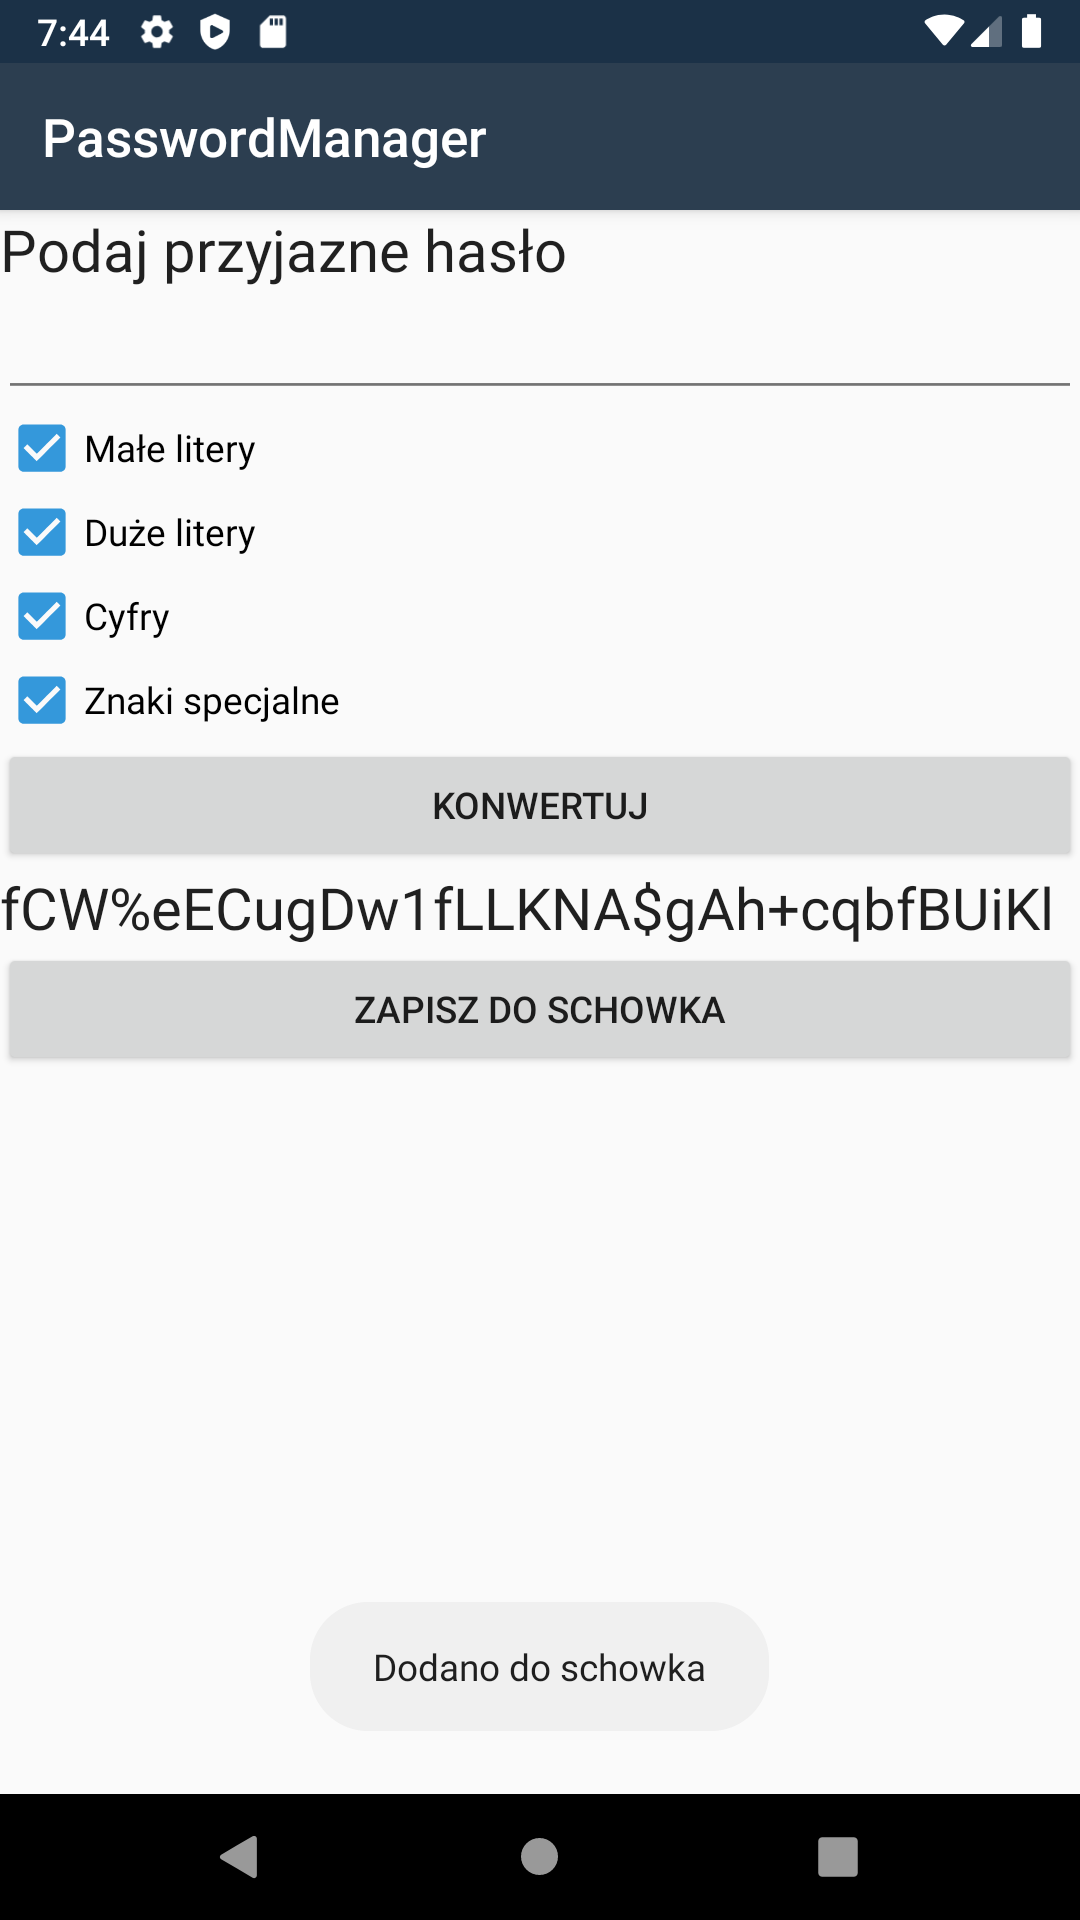 7:44
PasswordManager
Podaj przyjazne hasło
Małe litery
Duże litery
Cyfry
Znaki specjalne
KONWERTUJ
fCW%eECugDw1fLLKNA$gAh+cqbfBUiKl
ZAPISZ DO SCHOWKA
Dodano do schowka